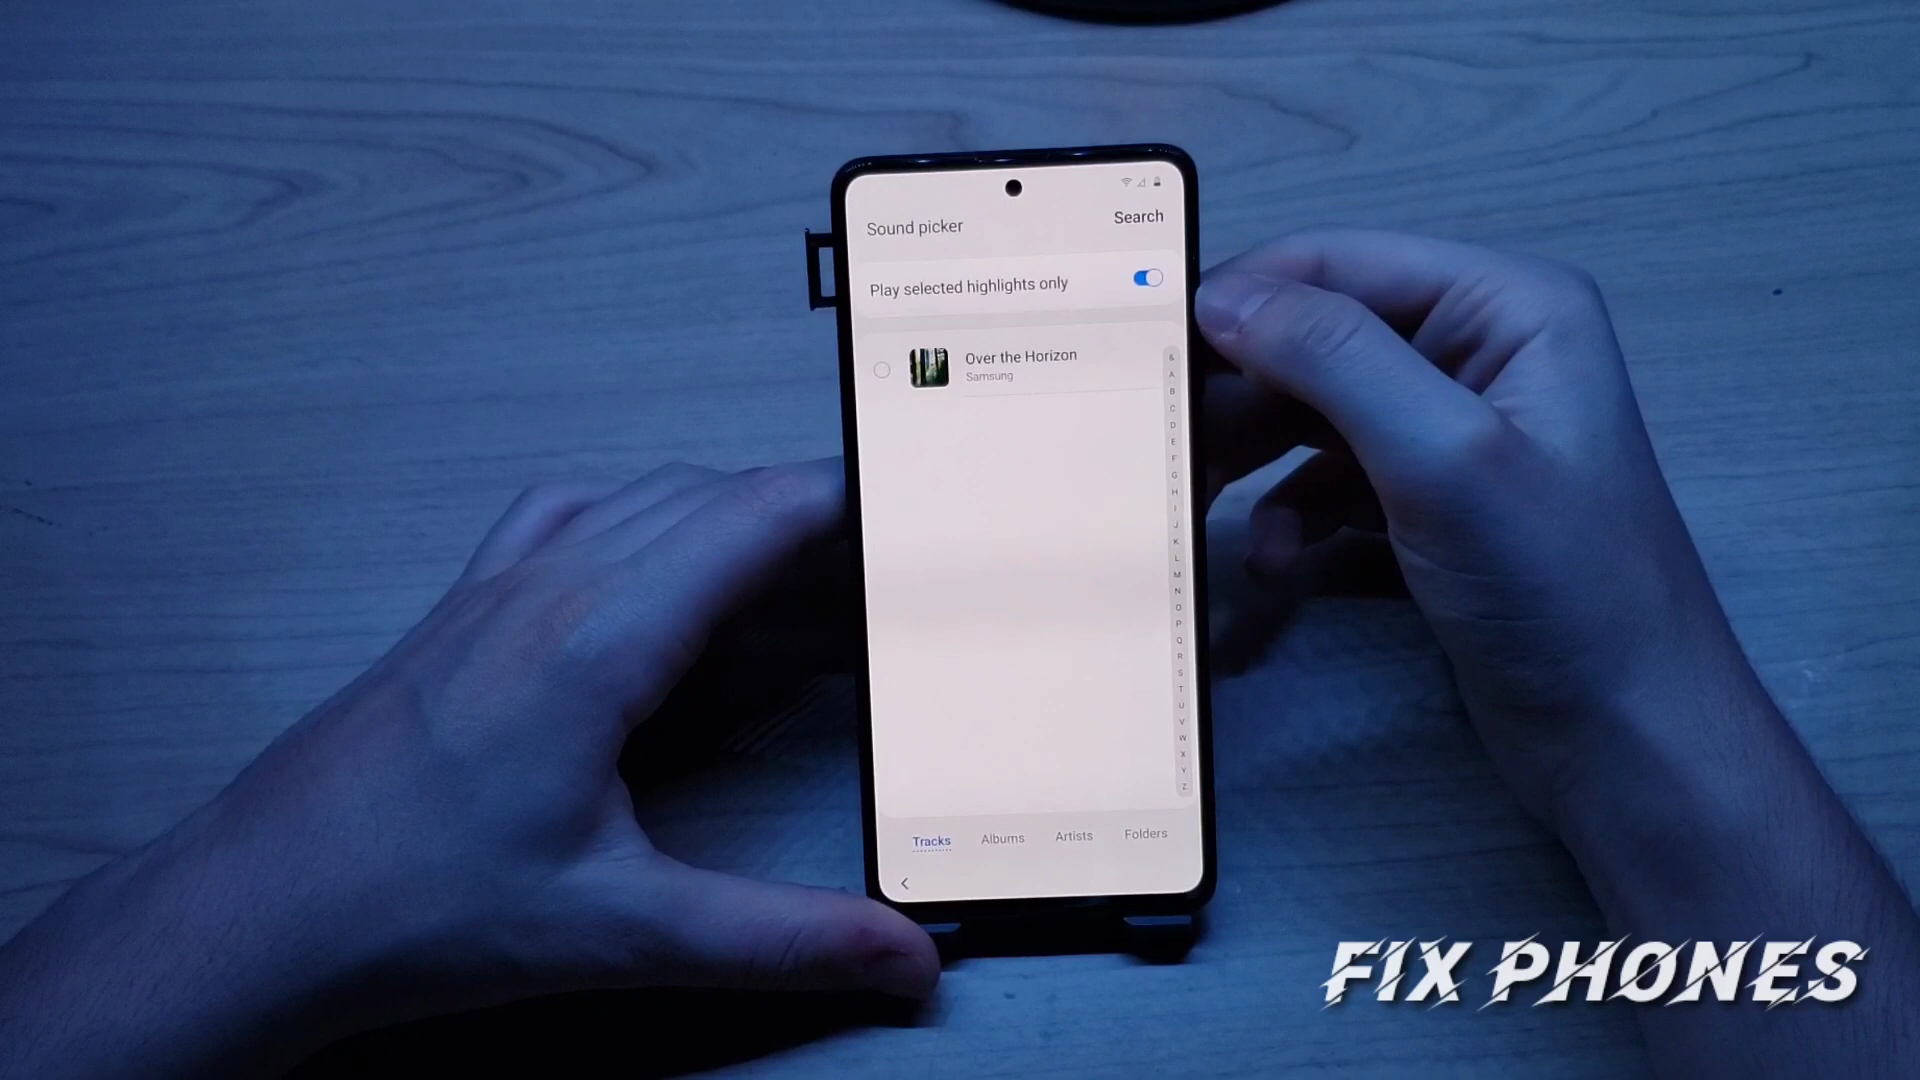 Sound picker
Search
Play selected highlights only
Over the Horizon
Samsung
&
A
B
C
D
E
F
G
H
I
J
K
L
M
N
O
P
Q
R
S
T
U
V
W
X
Y
Z
Tracks Albums Artists Folders
FIX PHONES